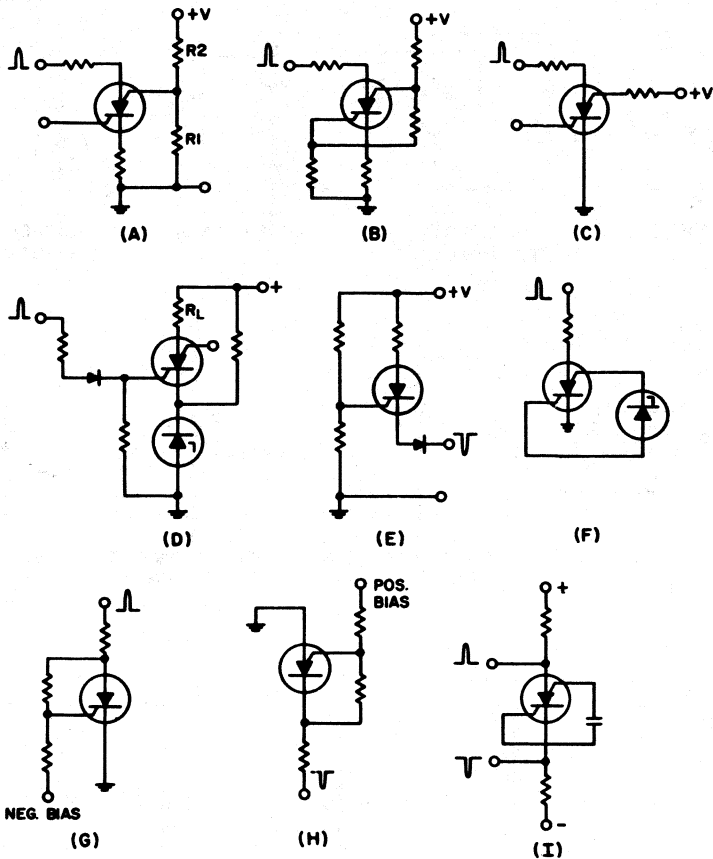 +V
R2
R1
(A)
+V
(B)
+V
(C)
+
RL
(D)
+V
(E)
(F)
NEG. BIAS
(G)
POS.
BIAS
(H)
+
-
(I)